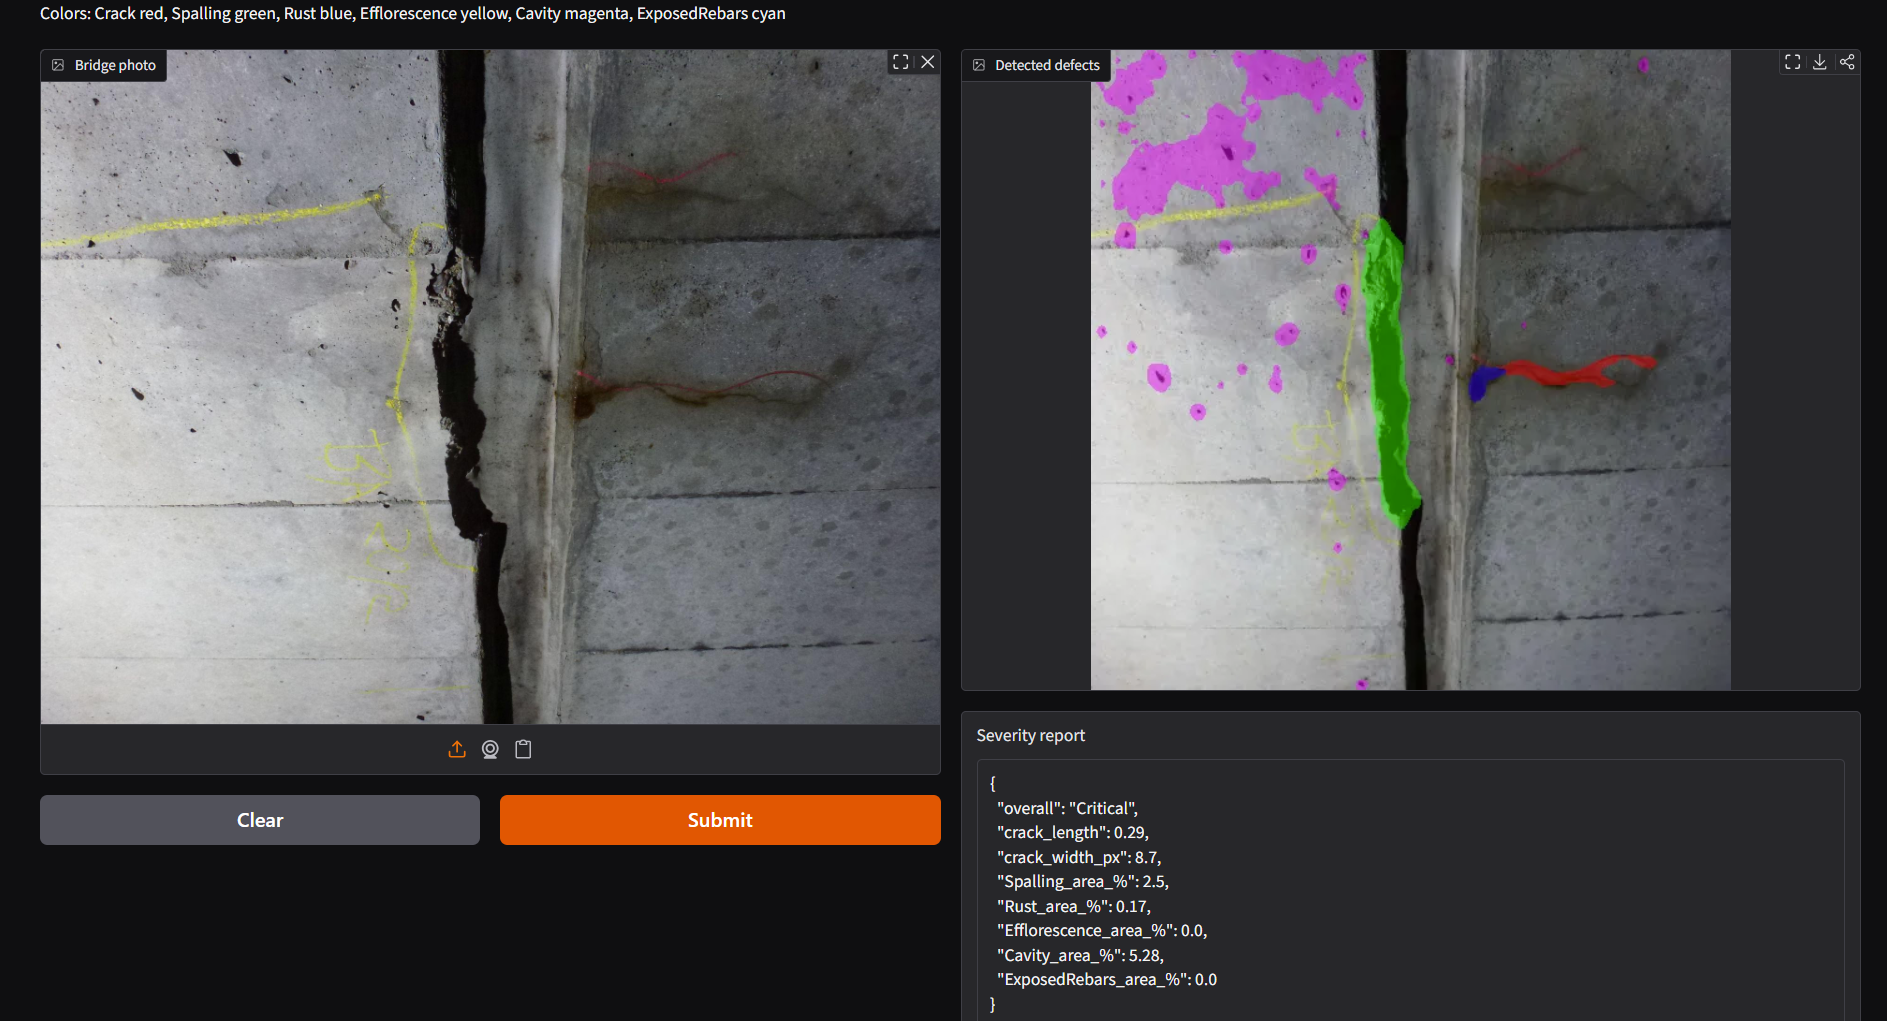 Colors: Crack red, Spalling green, Rust blue, Efflorescence yellow, Cavity magenta, ExposedRebars cyan
Bridge photo
Detected defects
Clear
Submit
Severity report
{
"overall": "Critical",
"crack_length": 0.29,
"crack_width_px": 8.7,
"Spalling_area_%": 2.5,
"Rust_area_%": 0.17,
"Efflorescence_area_%": 0.0,
"Cavity_area_%": 5.28,
"ExposedRebars_area_%": 0.0
}